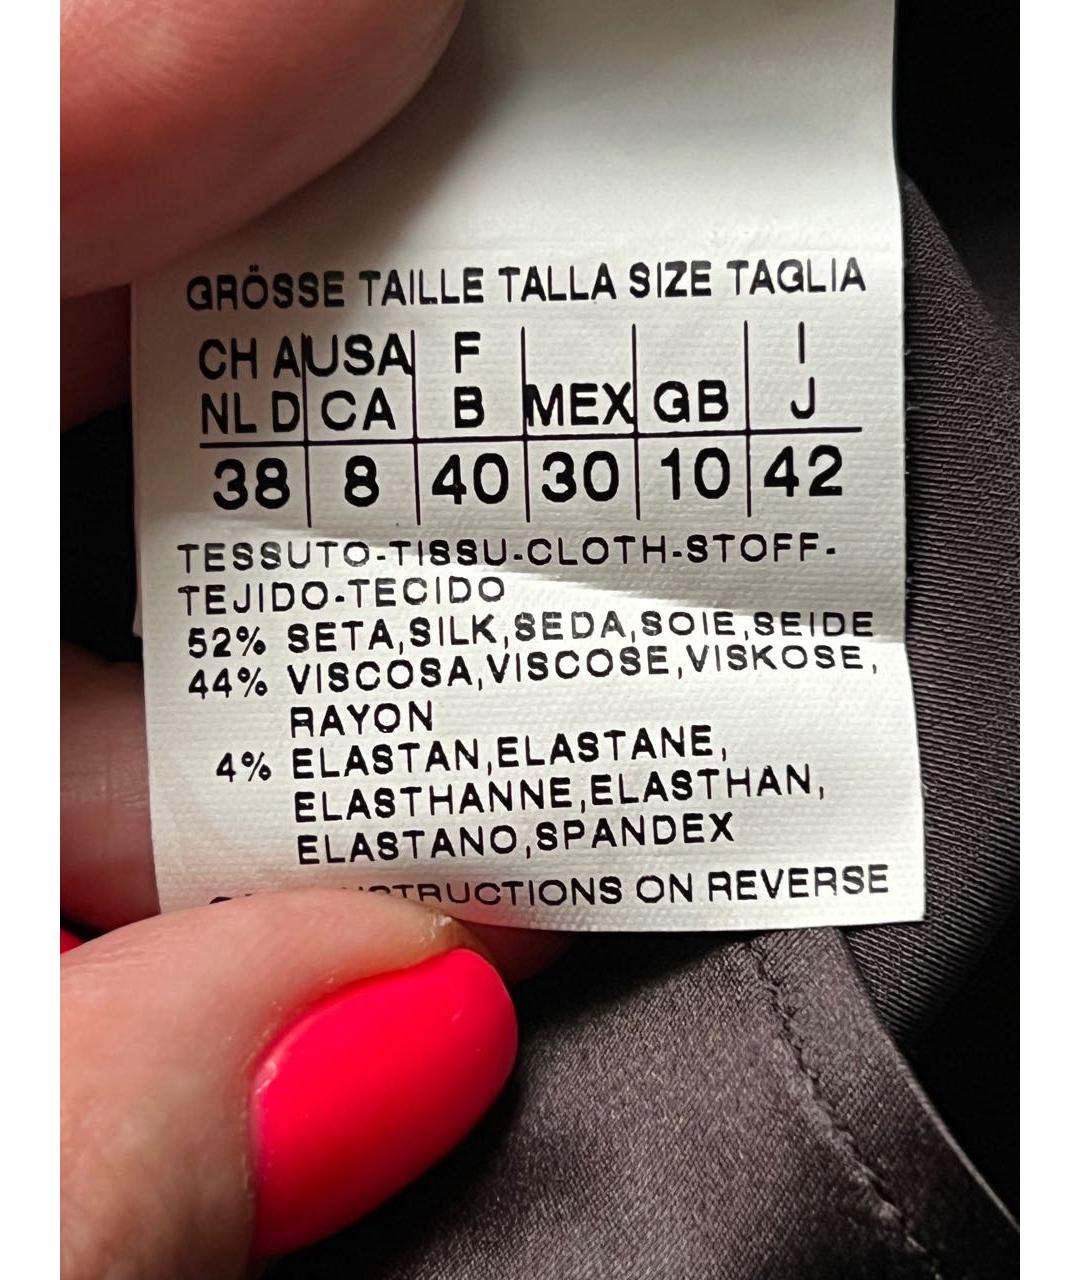 GRÖSSE TAILLE TALLA SIZE TAGLIA
CH A USA F I
NL D CA B MEX GB J
38 8 40 30 10 42
TESSUTO-TISSU-CLOTH-STOFF-
TEJIDO-TECIDO
52% SETA,SILK,SEDA,SOIE,SEIDE
44% VISCOSA,VISCOSE,VISKOSE,
RAYON
4% ELASTAN,ELASTANE,
ELASTHANNE,ELASTHAN,
ELASTANO,SPANDEX
ON REVERSE